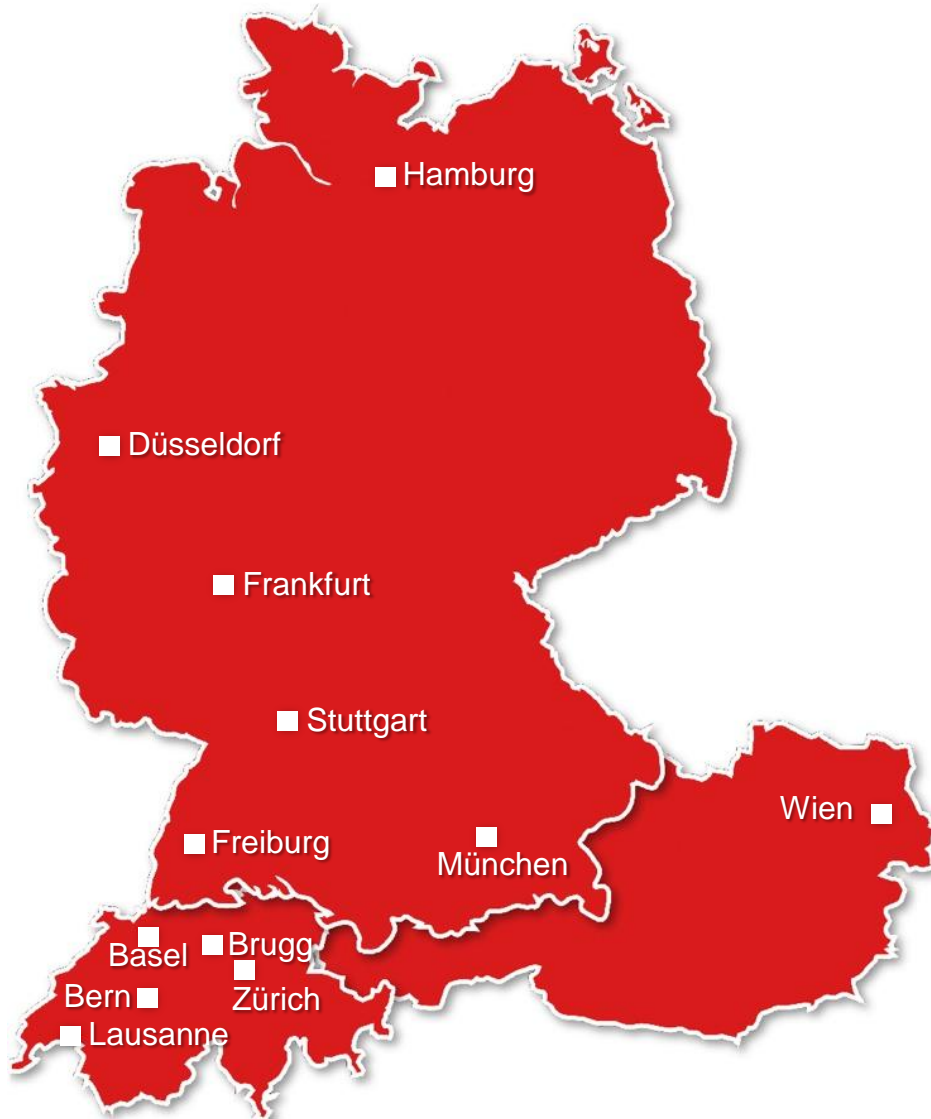 Hamburg
Düsseldorf
Frankfurt
Stuttgart
Wien
Freiburg
München
Basel
Brugg
Zürich
Bern
Lausanne